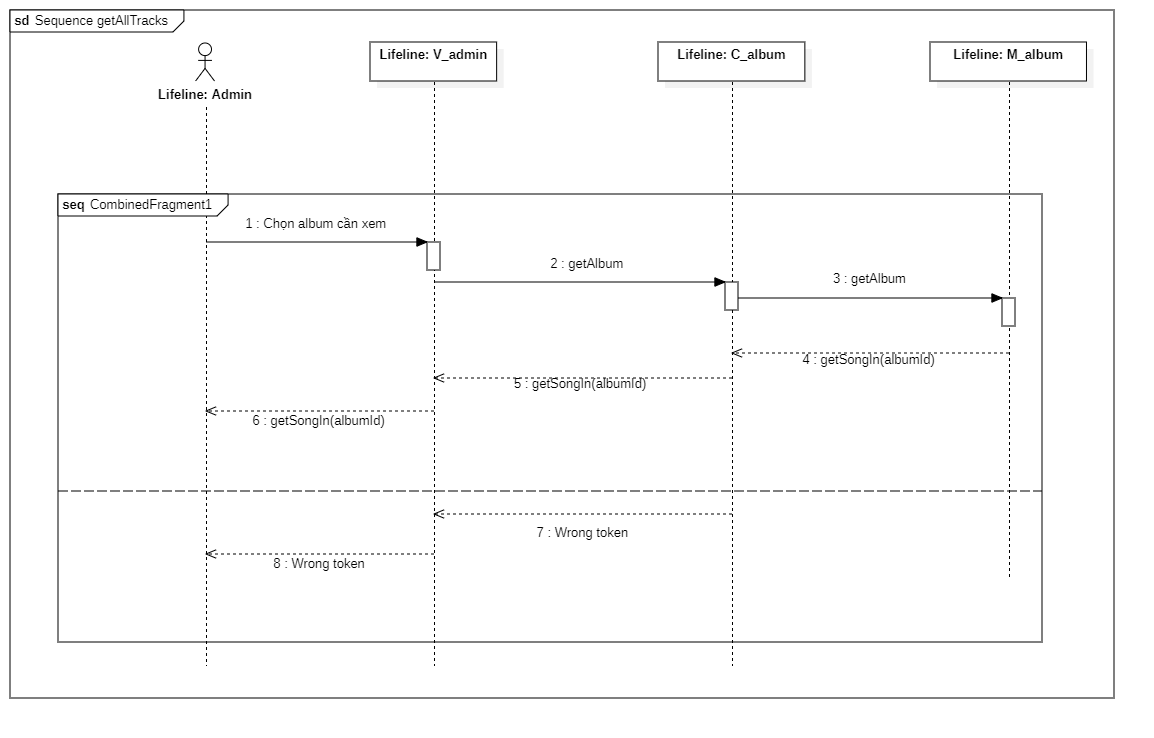 sd Sequence getAllTracks
Lifeline: Admin
Lifeline: V_admin
Lifeline: C_album
Lifeline: M_album
seq CombinedFragment1
1 : Chọn album cần xem
2 : getAlbum
3 : getAlbum
4 : getSongIn(albumId)
5 : getSongIn(albumId)
6 : getSongIn(albumId)
7 : Wrong token
8 : Wrong token